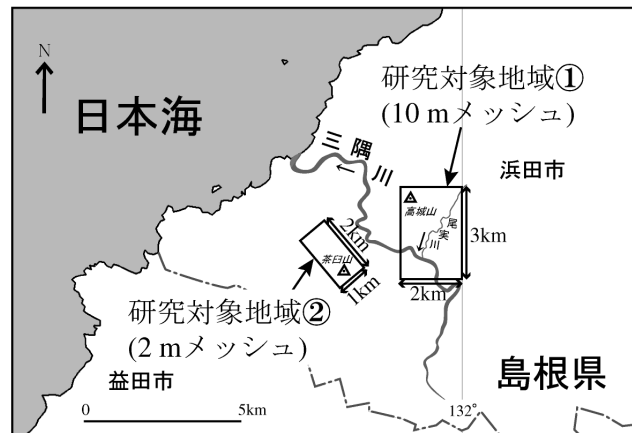 N
日本海
研究対象地域①
(10 mメッシュ)
三隅川
浜田市
高城山
尾実川
3km
2km
2km
茶臼山
1km
研究対象地域②
(2 mメッシュ)
益田市
島根県
0
5km
132°